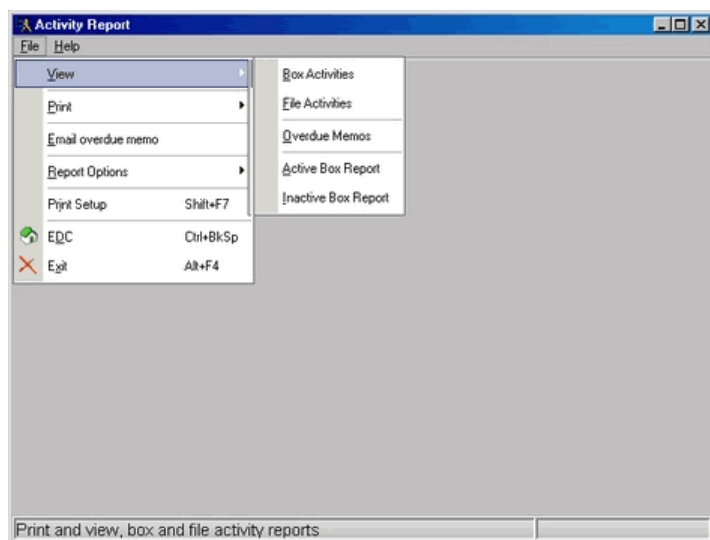 Activity Report
File Help
View
Print
Email overdue memo
Report Options
Print Setup Shift+F7
EDC Ctrl+BkSp
Exit Alt+F4
Box Activities
File Activities
Overdue Memos
Active Box Report
Inactive Box Report
Print and view, box and file activity reports